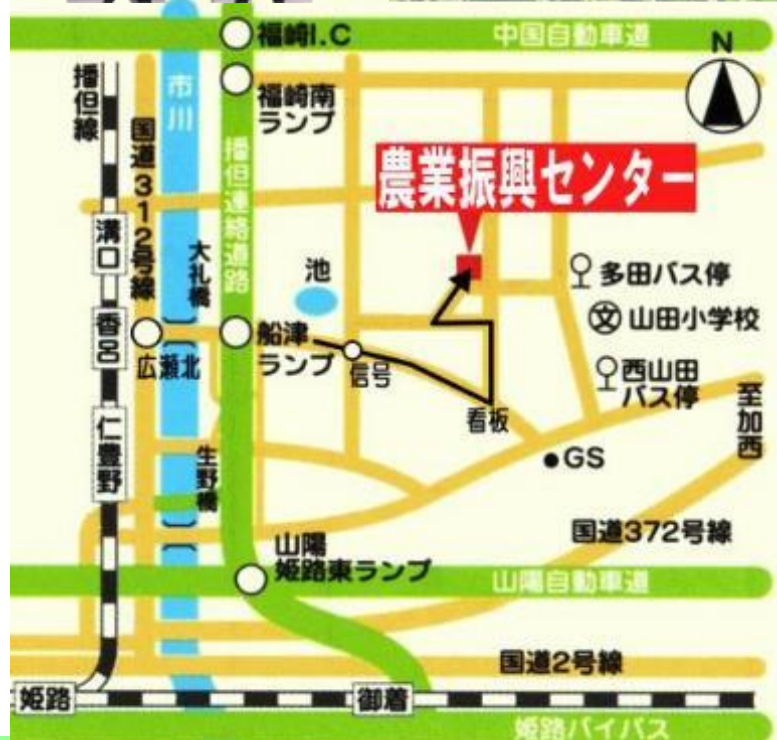 福崎I.C
中国自動車道
N
播但線
国道312号線
市川
福崎南
ランプ
播但連絡道路
農業振興センター
溝口
大礼橋
池
多田バス停
山田小学校
文
香呂
広瀬北
船津
ランプ
信号
西山田
バス停
看板
至加西
仁豊野
生野橋
GS
国道372号線
山陽
姫路東ランプ
山陽自動車道
国道2号線
姫路
御着
姫路バイパス